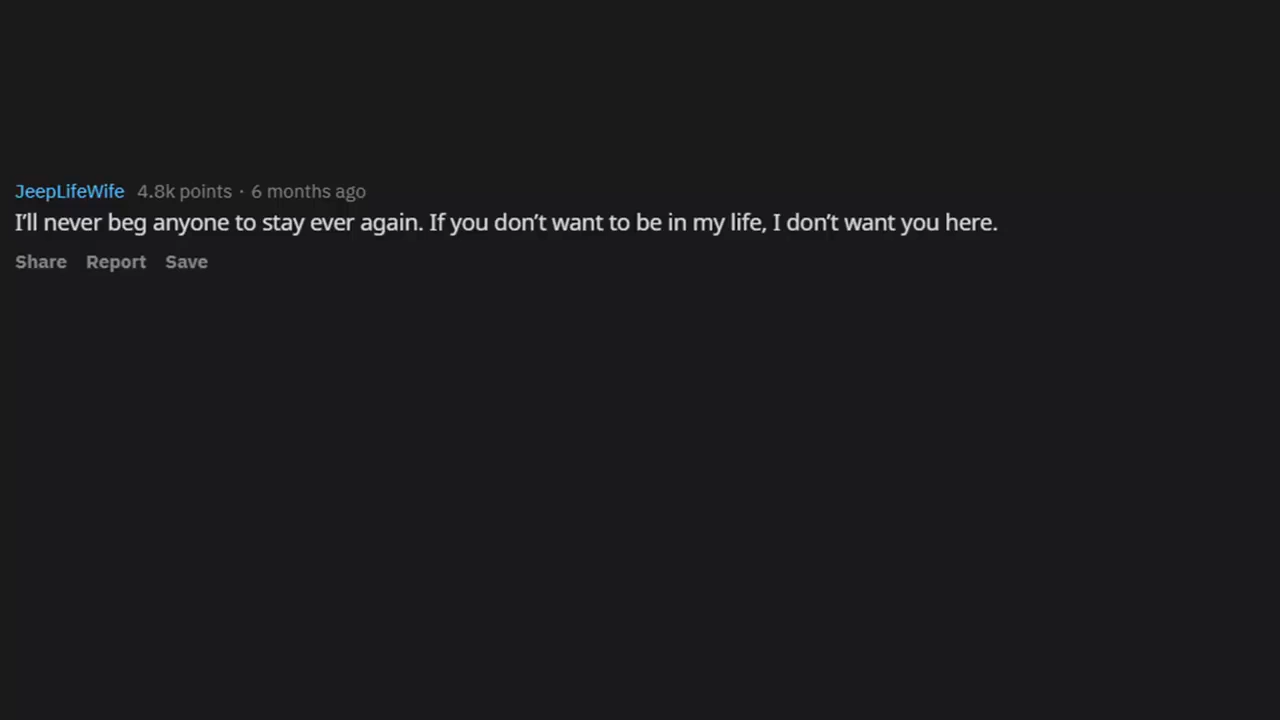 JeepLifeWife 4.8k points · 6 months ago
I’ll never beg anyone to stay ever again. If you don’t want to be in my life, I don’t want you here.
Share Report Save